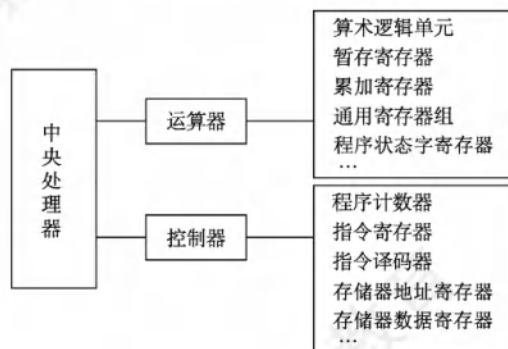 中央处理器
运算器
算术逻辑单元
暂存寄存器
累加寄存器
通用寄存器组
程序状态字寄存器
…
控制器
程序计数器
指令寄存器
指令译码器
存储器地址寄存器
存储器数据寄存器
…